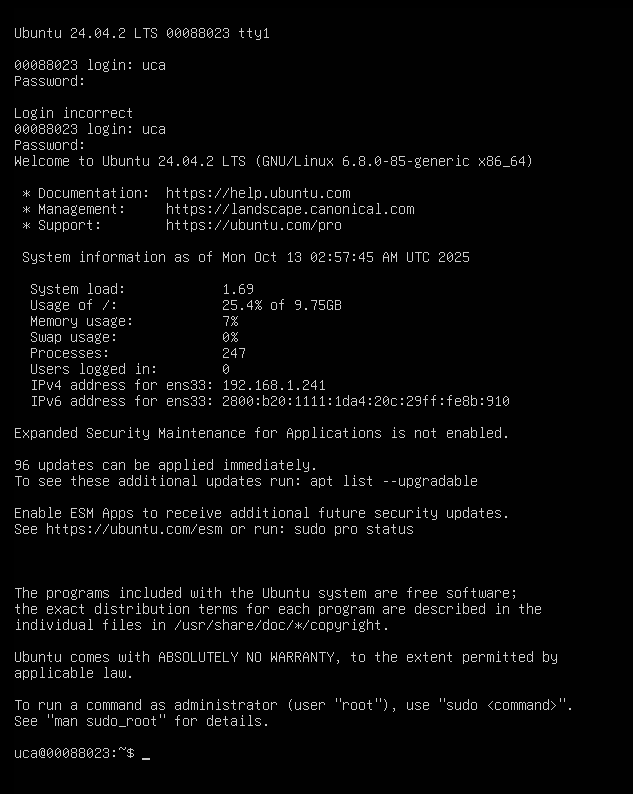 Ubuntu 24.04.2 LTS 00088023 tty1
00088023 login: uca
Password:
Login incorrect
00088023 login: uca
Password:
Welcome to Ubuntu 24.04.2 LTS (GNU/Linux 6.8.0-85-generic x86_64)
* Documentation:  https://help.ubuntu.com
* Management:     https://landscape.canonical.com
* Support:        https://ubuntu.com/pro
System information as of Mon Oct 13 02:57:45 AM UTC 2025
System load:            1.69
Usage of /:             25.4% of 9.75GB
Memory usage:           7%
Swap usage:             0%
Processes:              247
Users logged in:        0
IPv4 address for ens33: 192.168.1.241
IPv6 address for ens33: 2800:b20:1111:1da4:20c:29ff:fe8b:910
Expanded Security Maintenance for Applications is not enabled.
96 updates can be applied immediately.
To see these additional updates run: apt list --upgradable
Enable ESM Apps to receive additional future security updates.
See https://ubuntu.com/esm or run: sudo pro status
The programs included with the Ubuntu system are free software;
the exact distribution terms for each program are described in the
individual files in /usr/share/doc/*/copyright.
Ubuntu comes with ABSOLUTELY NO WARRANTY, to the extent permitted by
applicable law.
To run a command as administrator (user "root"), use "sudo <command>".
See "man sudo_root" for details.
uca@00088023:~$ _